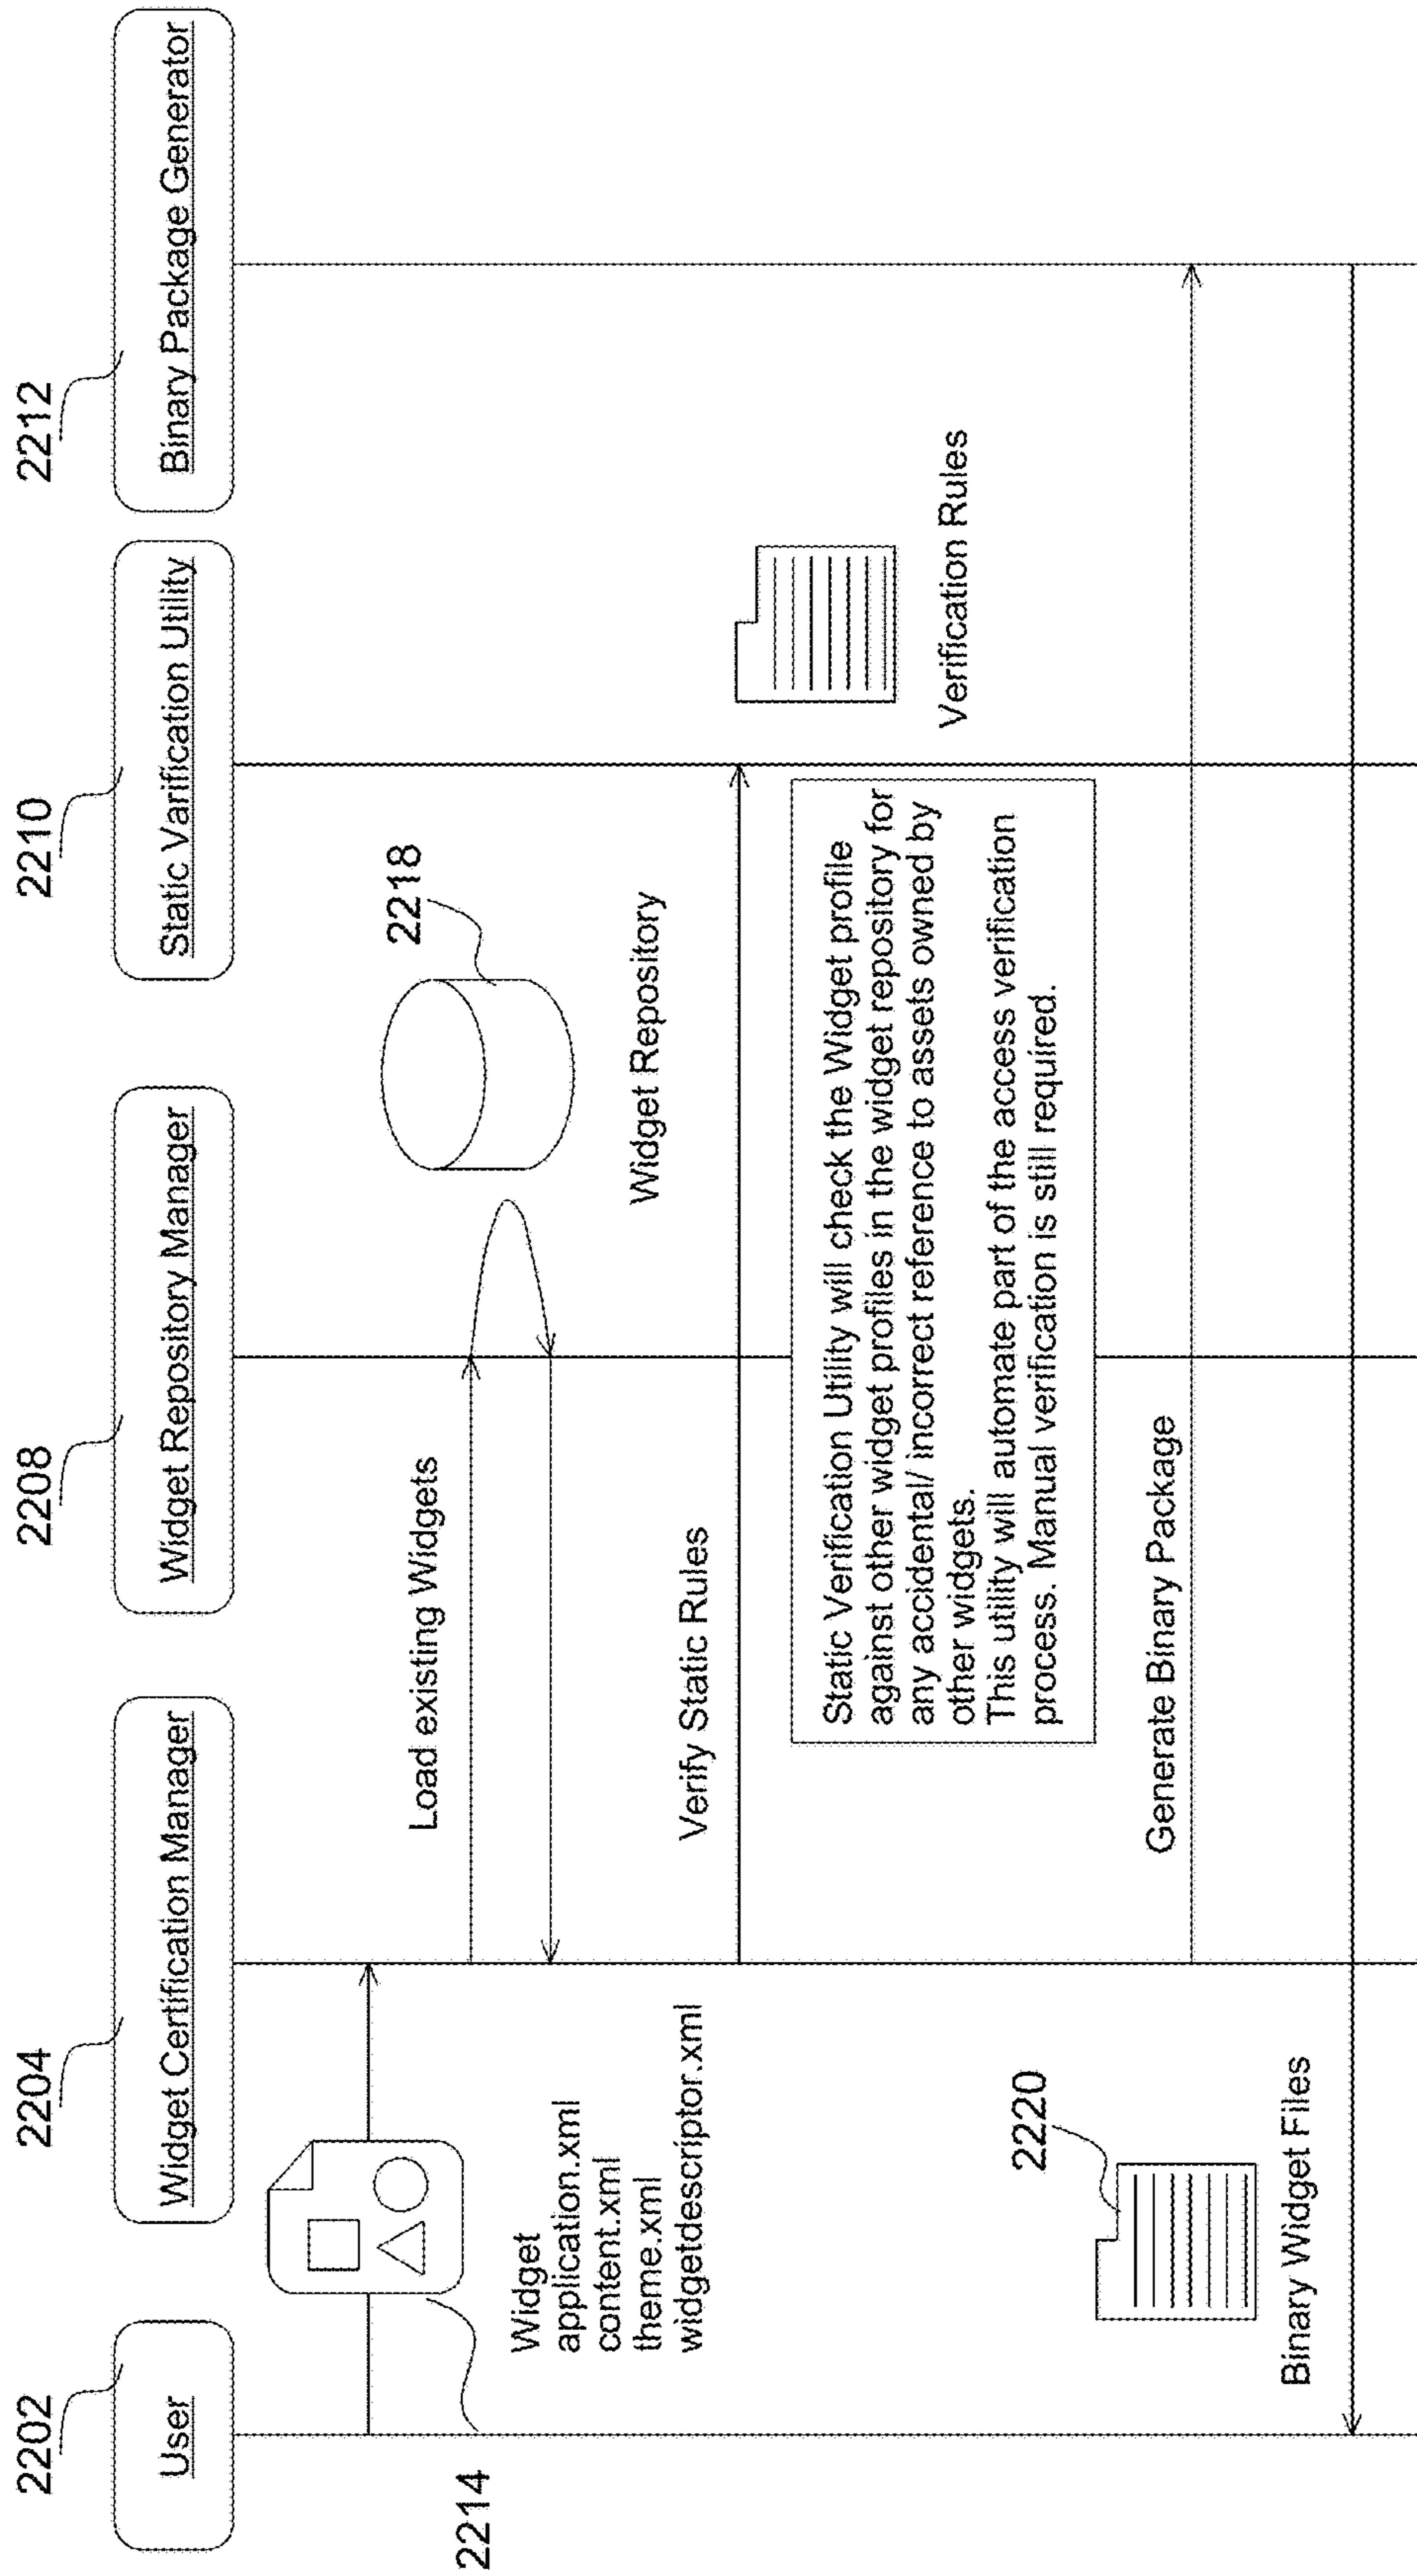 2202
2204
2208
2210
2212
User
Widget Certification Manager
Widget Repository Manager
Static Varification Utility
Binary Package Generator
2214
Widget
application.xml
content.xml
theme.xml
widgetdescriptor.xml
Load existing Widgets
2218
Widget Repository
Verify Static Rules
Verification Rules
Static Verification Utility will check the Widget profile
against other widget profiles in the widget repository for
any accidental/ incorrect reference to assets owned by
other widgets.
This utility will automate part of the access verification
process. Manual verification is still required.
Generate Binary Package
2220
Binary Widget Files